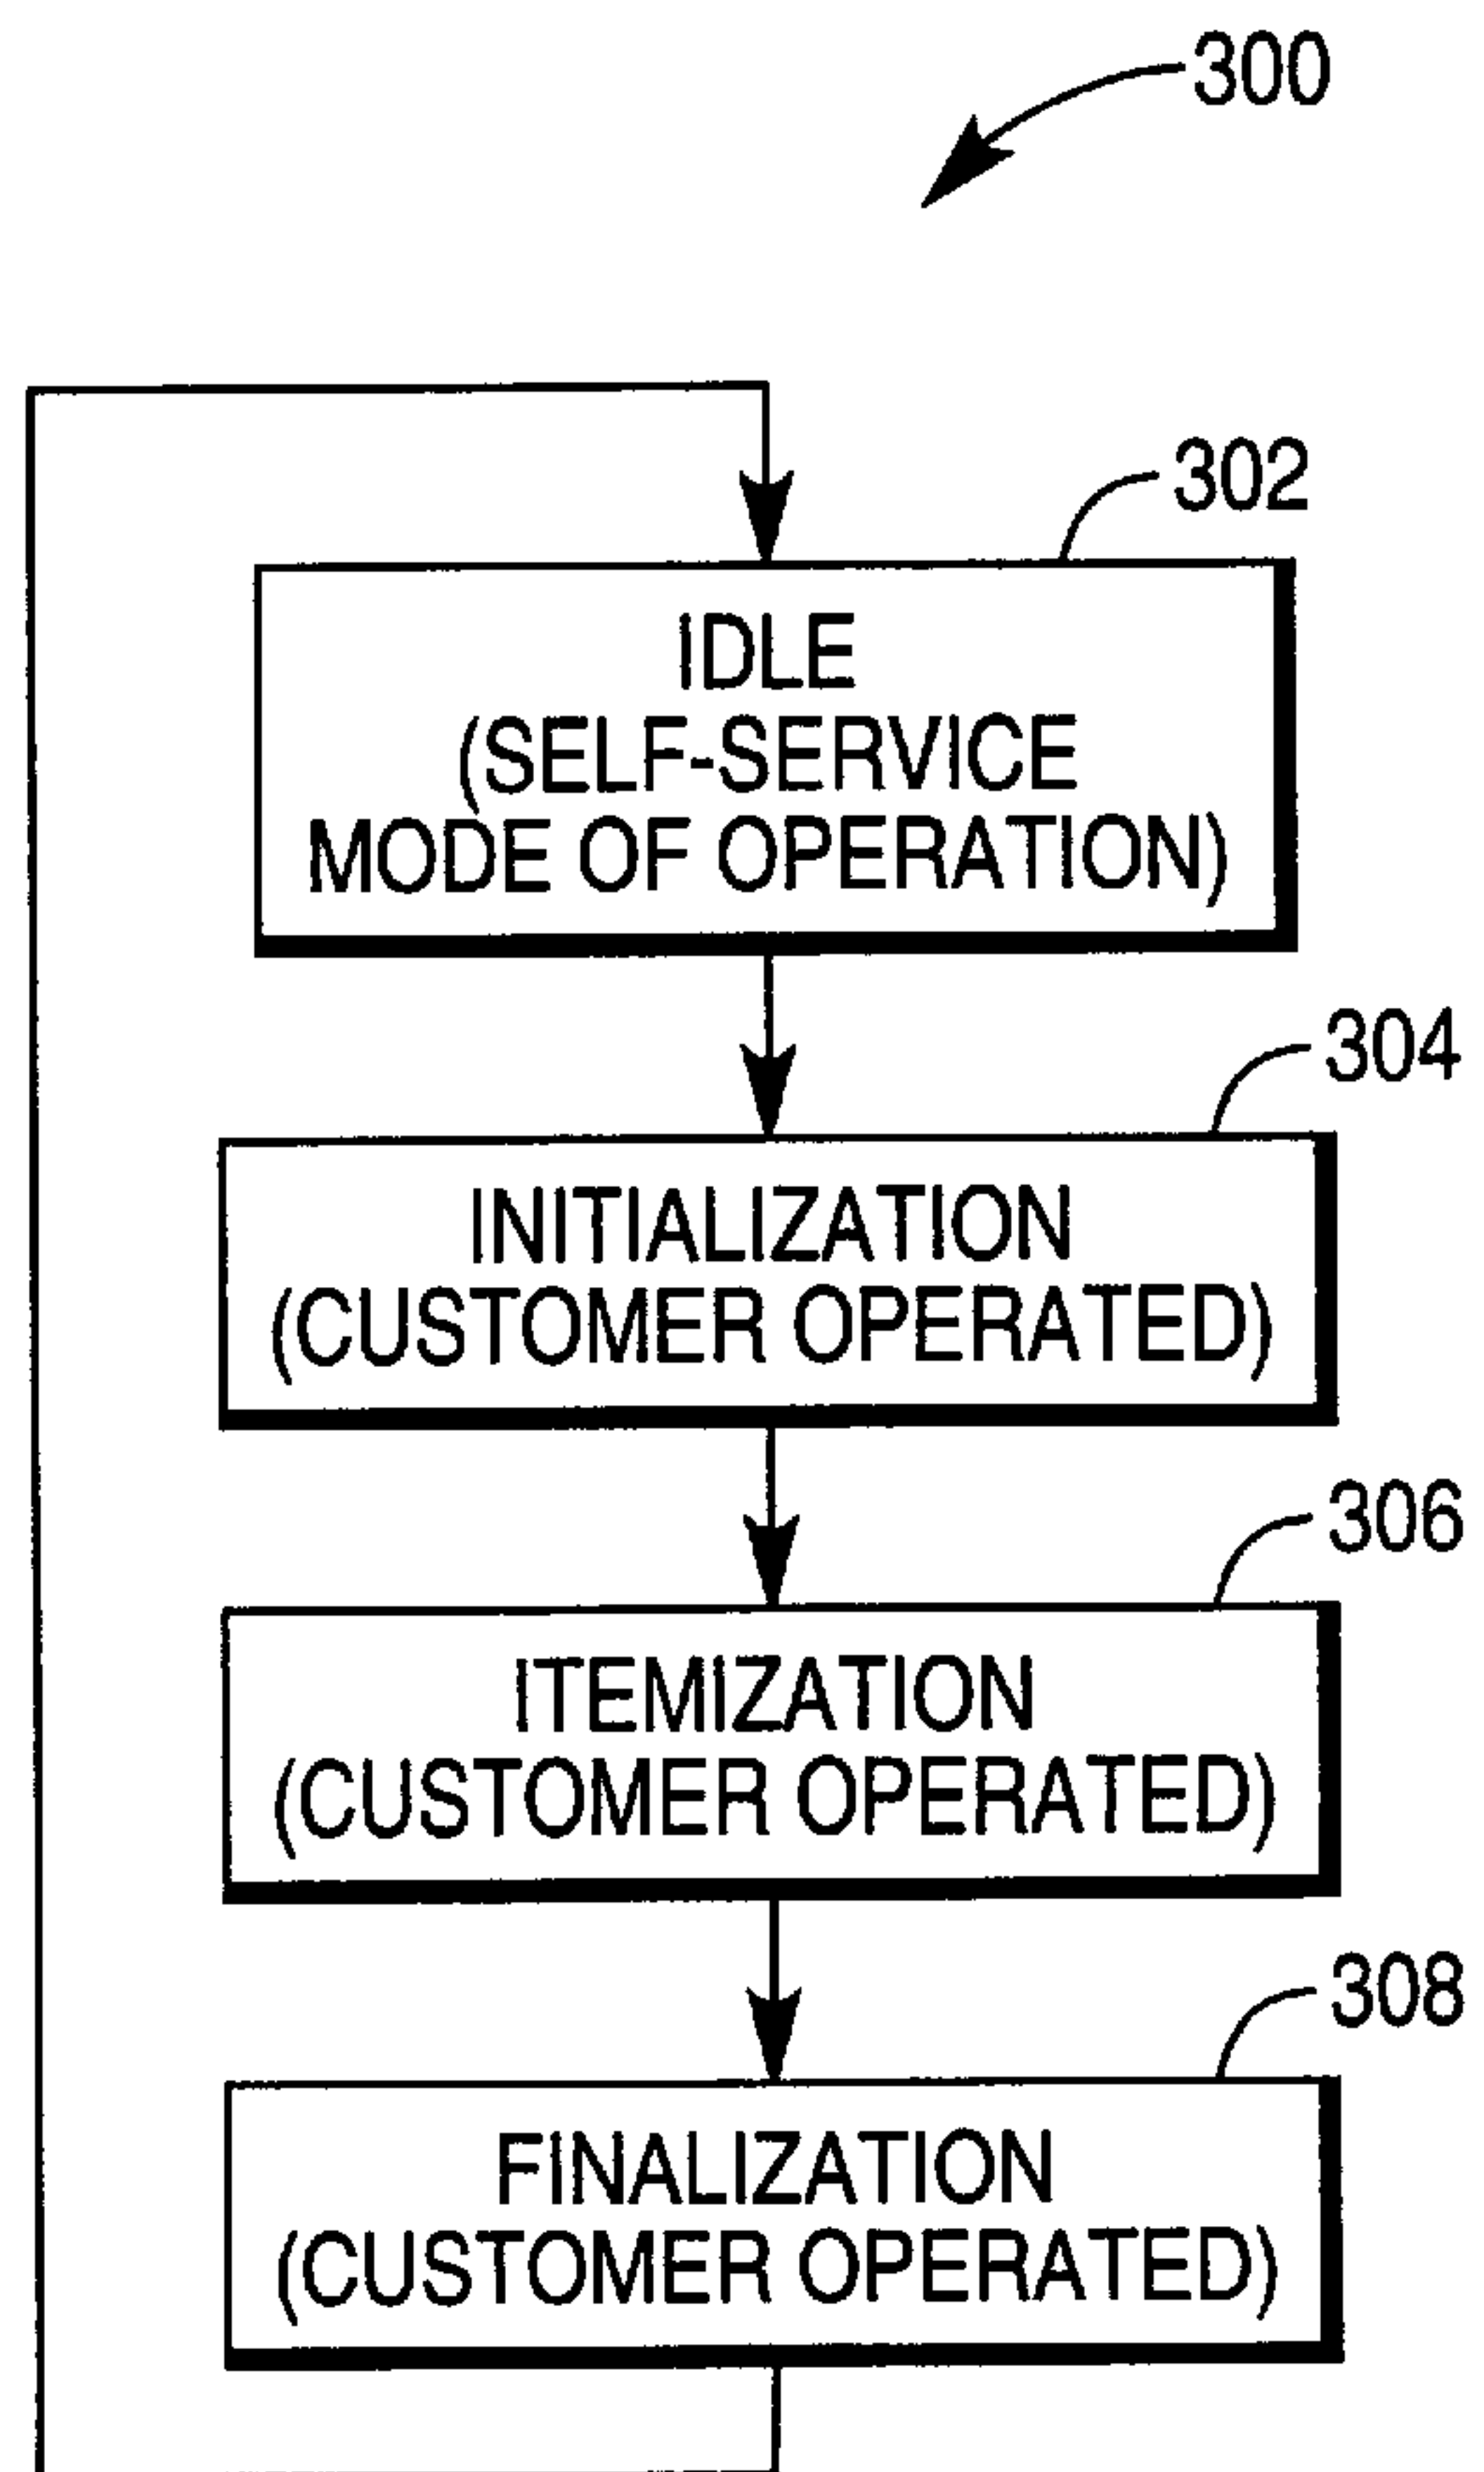 300
302
IDLE
(SELF-SERVICE
MODE OF OPERATION)
304
INITIALIZATION
(CUSTOMER OPERATED)
306
ITEMIZATION
(CUSTOMER OPERATED)
308
FINALIZATION
(CUSTOMER OPERATED)